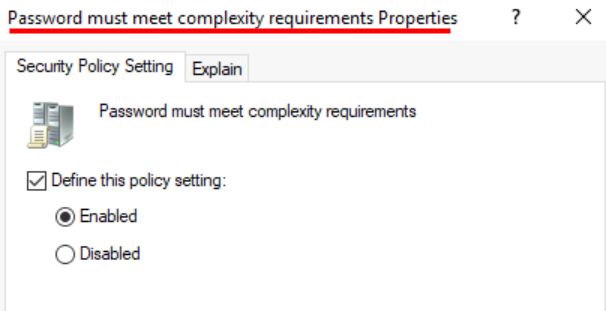 Password must meet complexity requirements Properties ?
Security Policy Setting Explain
Password must meet complexity requirements
Define this policy setting:
Enabled
Disabled